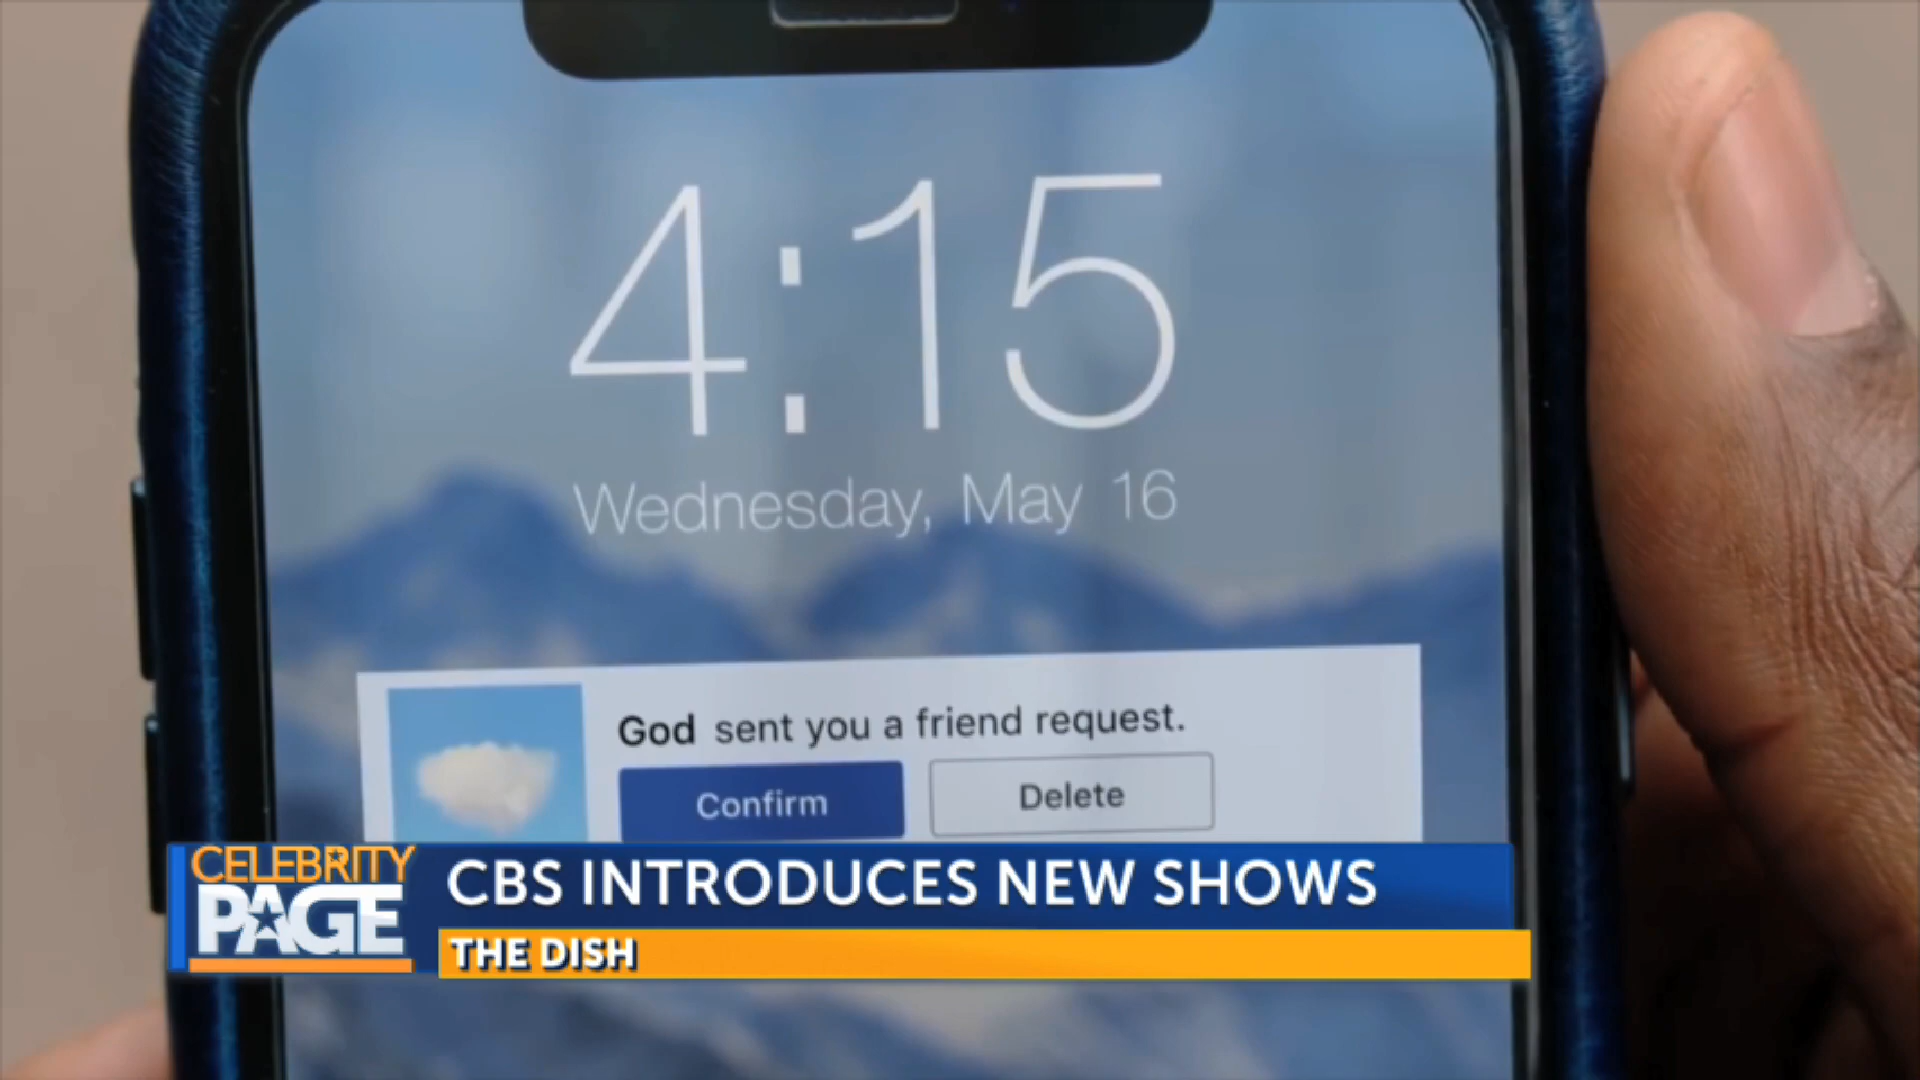 4:15
Wednesday, May 16
God sent you a friend request.
Confirm
Delete
CELEBRITY
PAGE
CBS INTRODUCES NEW SHOWS
THE DISH